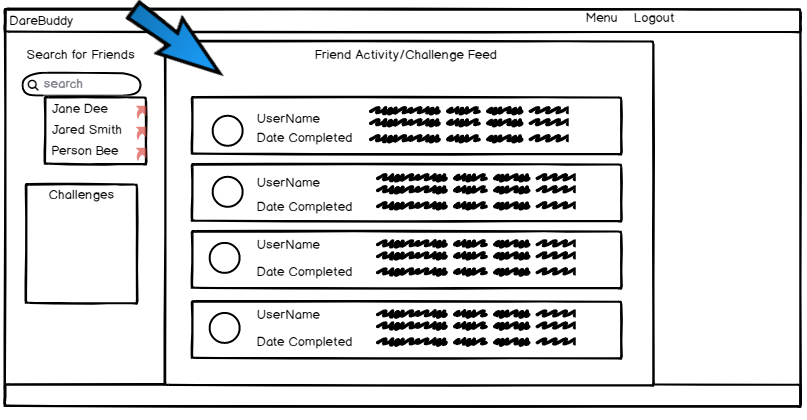 DareBuddy
Menu Logout
Search for Friends
search
Jane Dee
Jared Smith
Person Bee
Challenges
Friend Activity/Challenge Feed
UserName
Date Completed
UserName
Date Completed
UserName
Date Completed
UserName
Date Completed